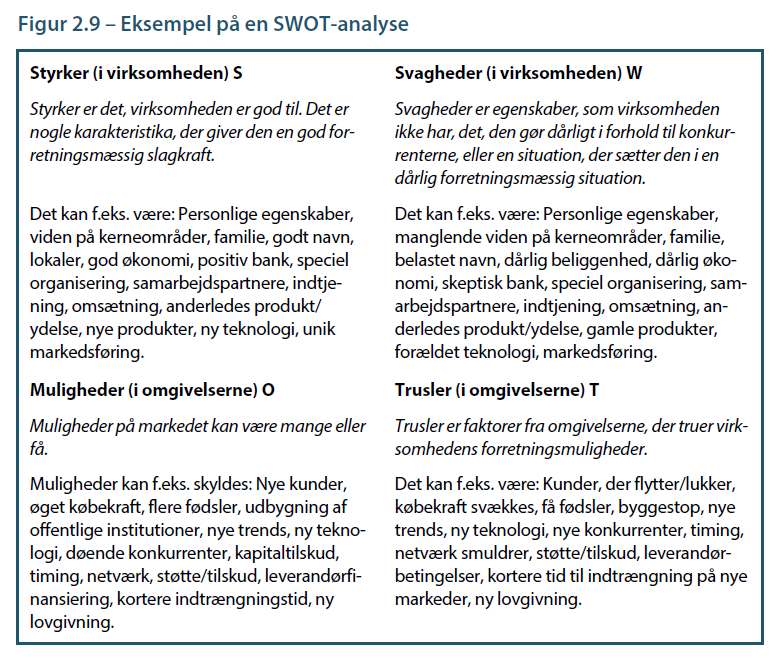 Figur 2.9 – Eksempel på en SWOT-analyse
Styrker (i virksomheden) S
Styrker er det, virksomheden er god til. Det er
nogle karakteristika, der giver den en god for-
retningsmæssig slagkraft.
Det kan f.eks. være: Personlige egenskaber,
viden på kerneområder, familie, godt navn,
lokaler, god økonomi, positiv bank, speciel
organisering, samarbejdspartnere, indtje-
ning, omsætning, anderledes produkt/
ydelse, nye produkter, ny teknologi, unik
markedsføring.
Svagheder (i virksomheden) W
Svagheder er egenskaber, som virksomheden
ikke har, det, den gør dårligt i forhold til konkur-
renterne, eller en situation, der sætter den i en
dårlig forretningsmæssig situation.
Det kan f.eks. være: Personlige egenskaber,
manglende viden på kerneområder, familie,
belastet navn, dårlig beliggenhed, dårlig øko-
nomi, skeptisk bank, speciel organisering, sam-
arbejdspartnere, indtjening, omsætning, an-
derledes produkt/ydelse, gamle produkter,
forældet teknologi, markedsføring.
Muligheder (i omgivelserne) O
Muligheder på markedet kan være mange eller
få.
Muligheder kan f.eks. skyldes: Nye kunder,
øget købekraft, flere fødsler, udbygning af
offentlige institutioner, nye trends, ny tekno-
logi, døende konkurrenter, kapitaltilskud,
timing, netværk, støtte/tilskud, leverandørfi-
nansiering, kortere indtrængningstid, ny
lovgivning.
Trusler (i omgivelserne) T
Trusler er faktorer fra omgivelserne, der truer virk-
somhedens forretningsmuligheder.
Det kan f.eks. være: Kunder, der flytter/lukker,
købekraft svækkes, få fødsler, byggestop, nye
trends, ny teknologi, nye konkurrenter, timing,
netværk smuldrer, støtte/tilskud, leverandør-
betingelser, kortere tid til indtrængning på nye
markeder, ny lovgivning.